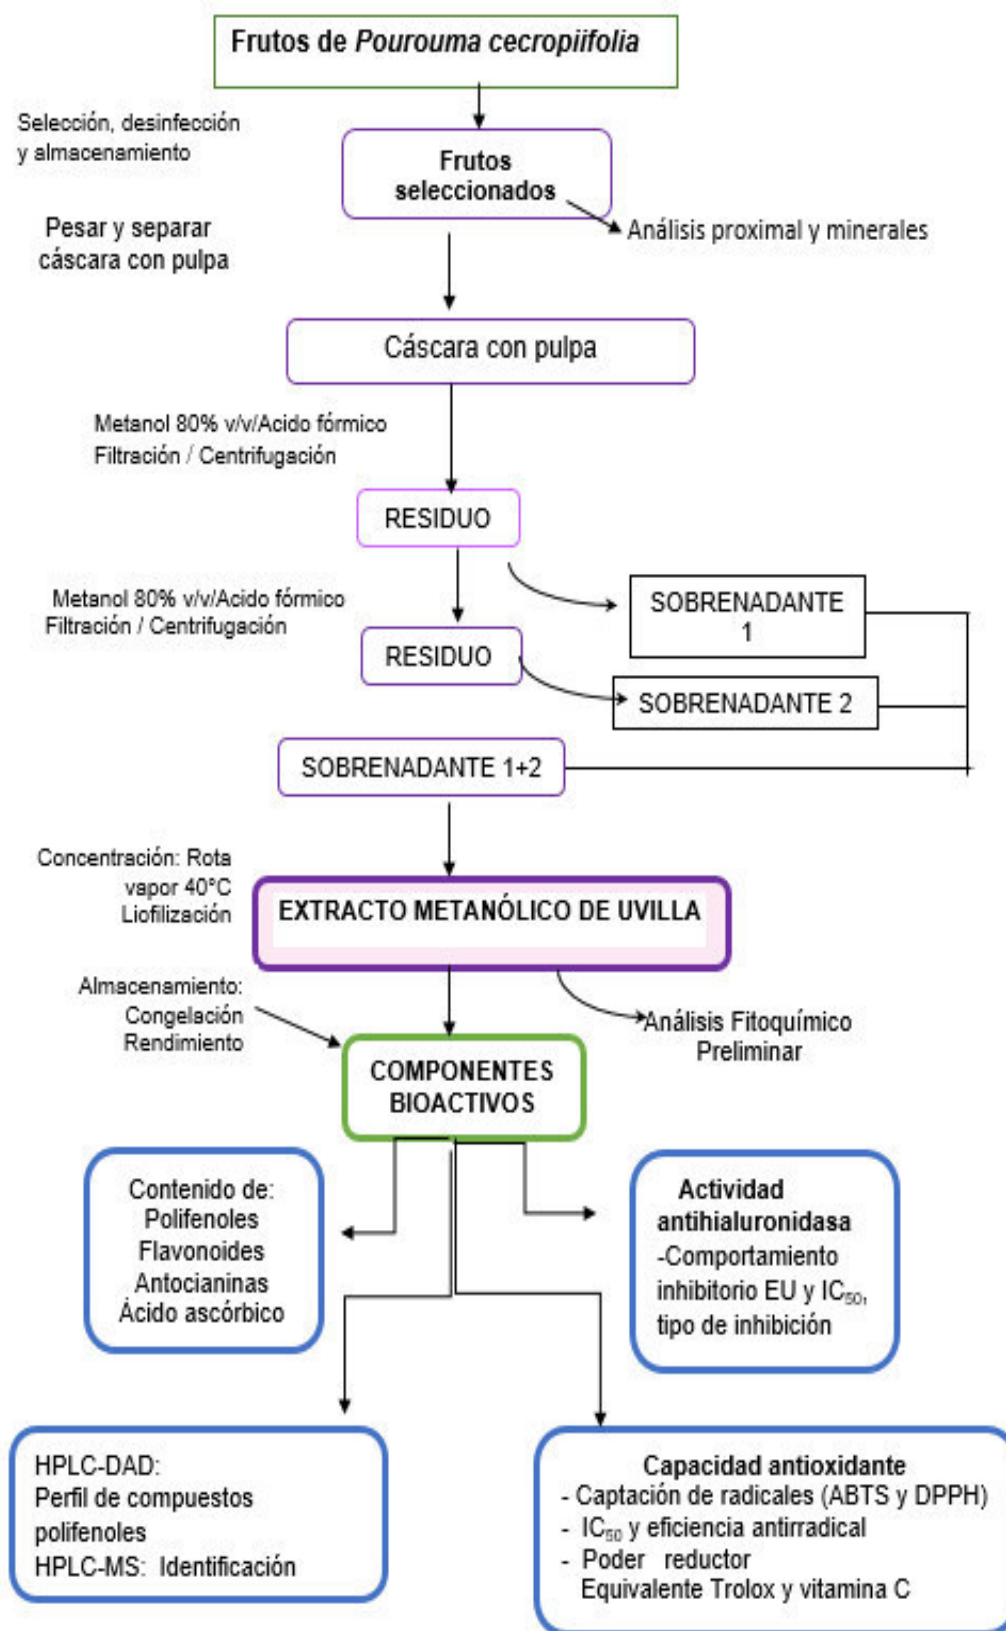 Frutos de Pourouma cecropiifolia
Selección, desinfección
y almacenamiento
Frutos
seleccionados
Análisis proximal y minerales
Pesar y separar
cáscara con pulpa
Cáscara con pulpa
Metanol 80% v/v/Acido fórmico
Filtración / Centrifugación
RESIDUO
SOBRENADANTE
1
Metanol 80% v/v/Acido fórmico
Filtración / Centrifugación
RESIDUO
SOBRENADANTE 2
SOBRENADANTE 1+2
Concentración: Rota
vapor 40°C
Liofilización
EXTRACTO METANÓLICO DE UVILLA
Almacenamiento:
Congelación
Rendimiento
Análisis Fitoquímico
Preliminar
COMPONENTES
BIOACTIVOS
Contenido de:
Polifenoles
Flavonoides
Antocianinas
Ácido ascórbico
Actividad
antihialuronidasa
-Comportamiento
inhibitorio EU y IC₅₀,
tipo de inhibición
HPLC-DAD:
Perfil de compuestos
polifenoles
HPLC-MS: Identificación
Capacidad antioxidante
- Captación de radicales (ABTS y DPPH)
- IC₅₀ y eficiencia antirradical
- Poder reductor
Equivalente Trolox y vitamina C